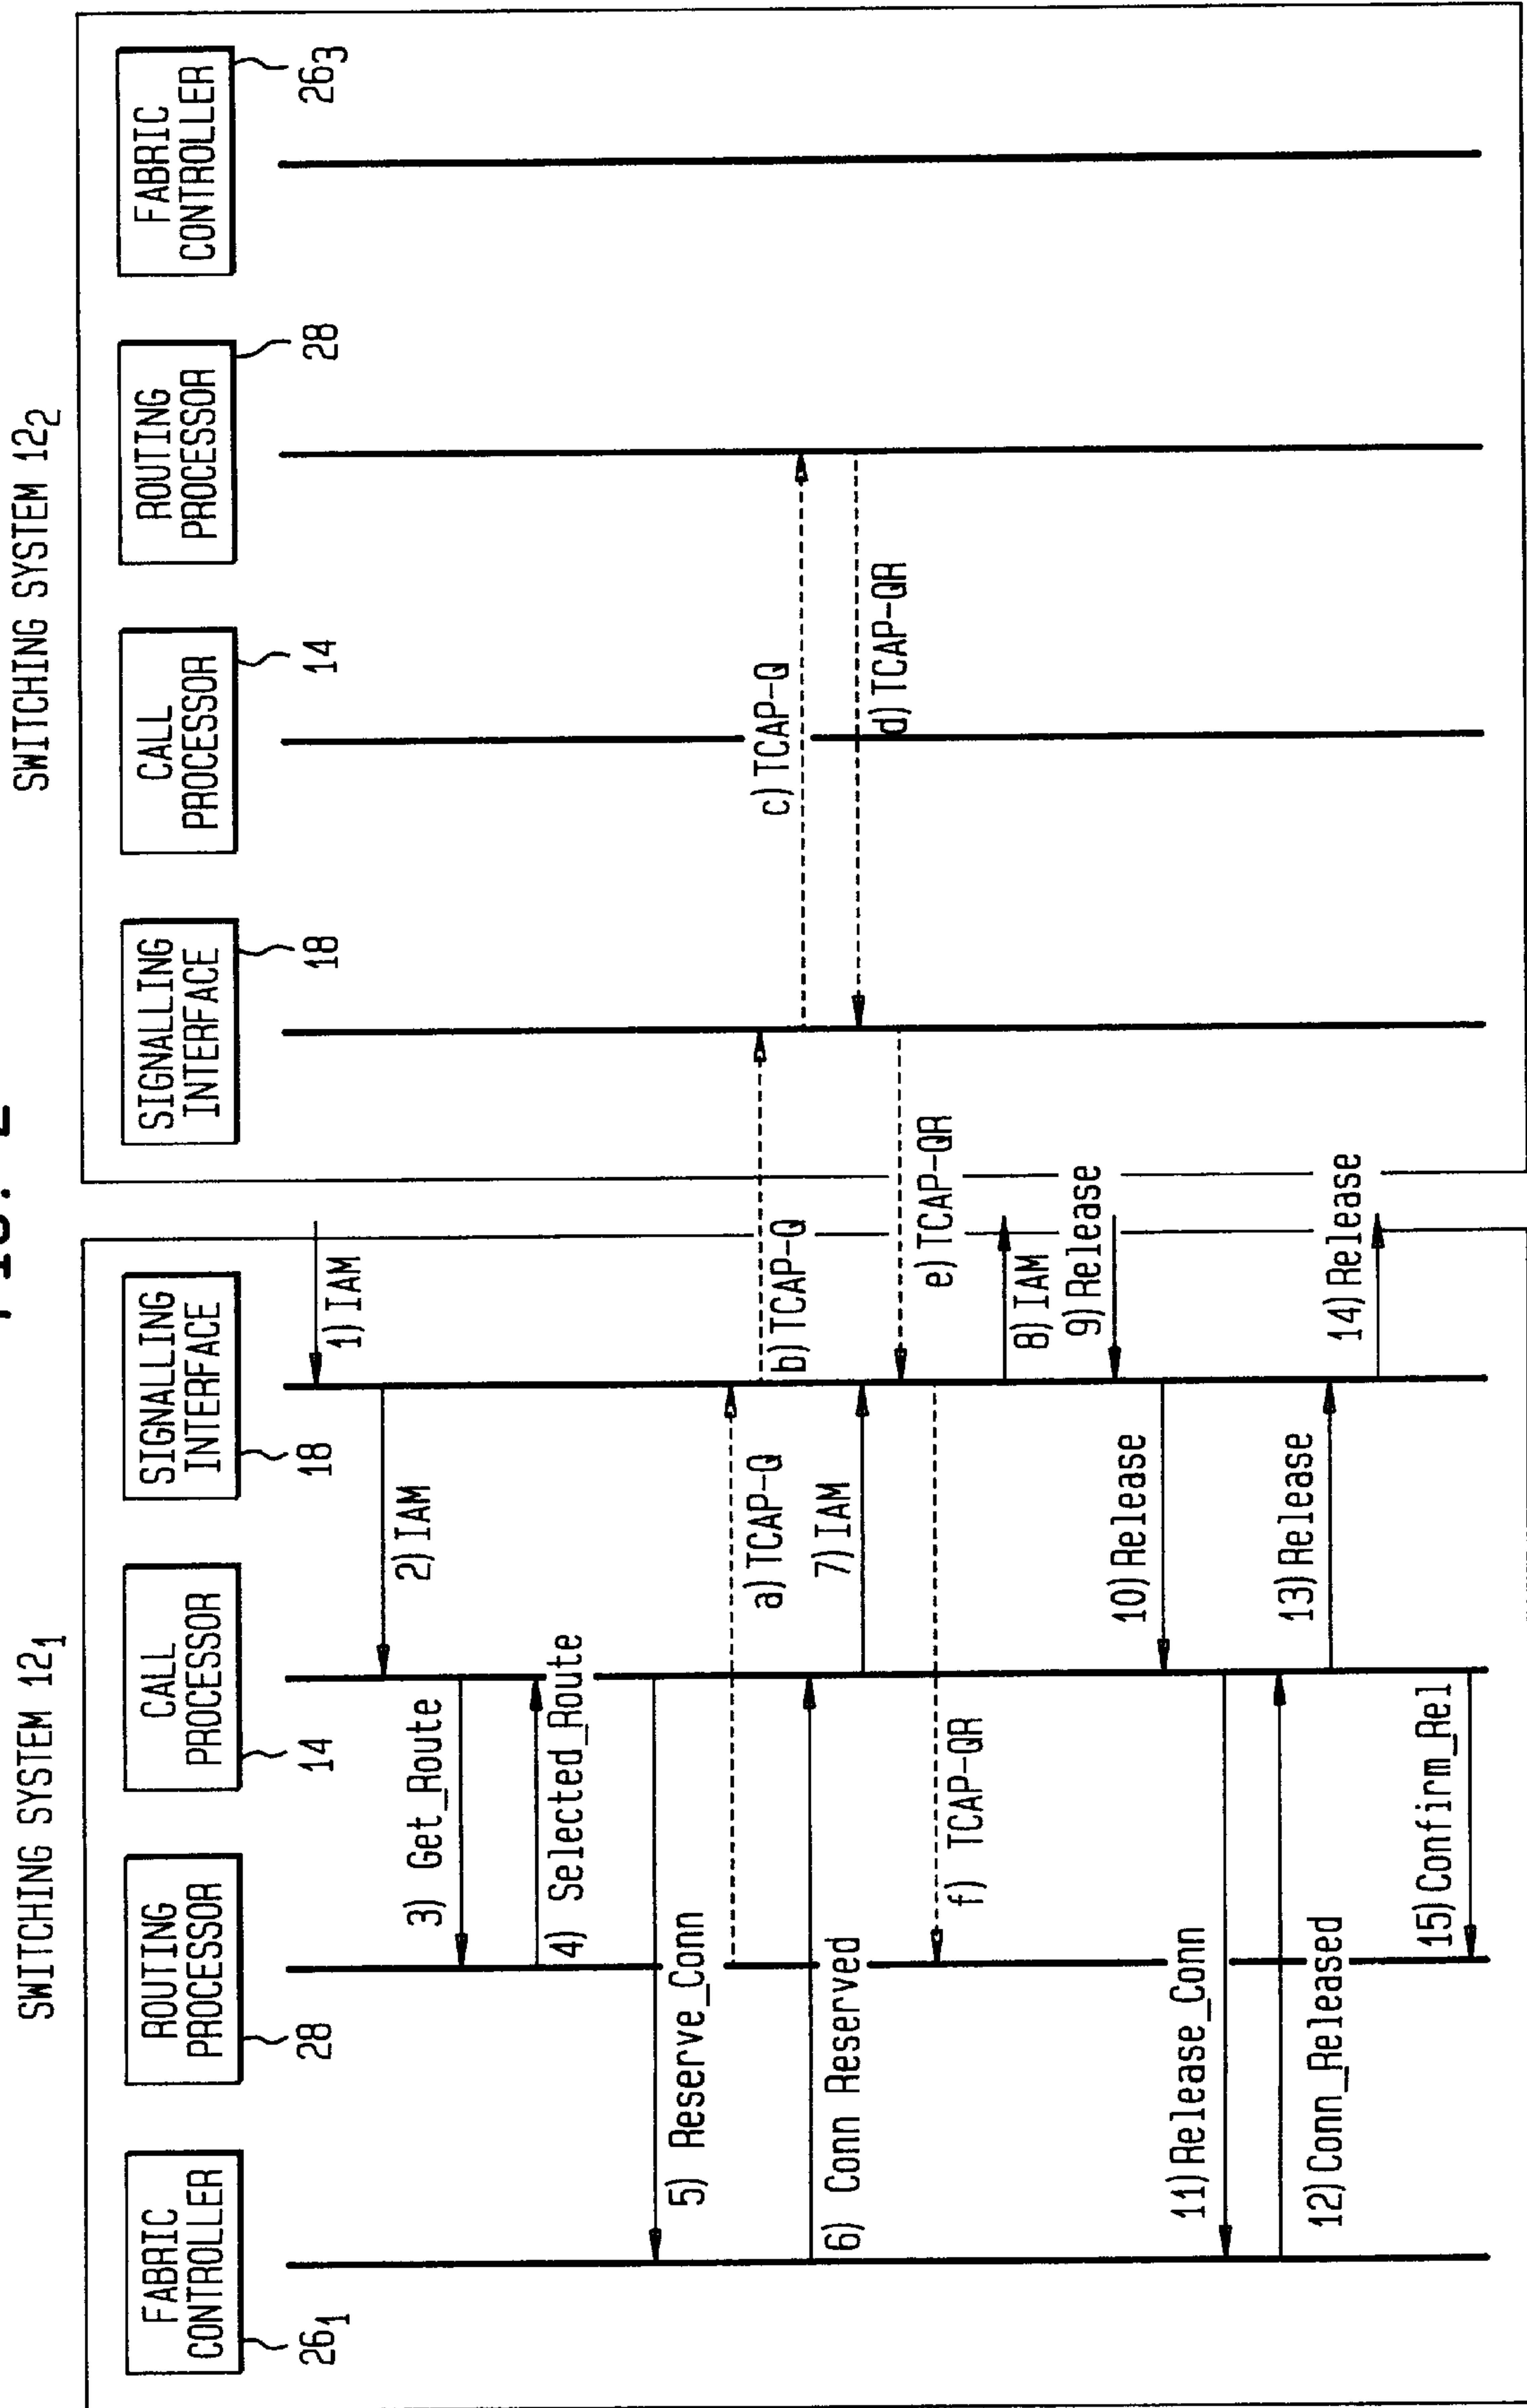 FIG. 2
SWITCHING SYSTEM 12₁
SWITCHING SYSTEM 12₂
FABRIC
CONTROLLER
26₁
ROUTING
PROCESSOR
28
CALL
PROCESSOR
14
SIGNALLING
INTERFACE
18
SIGNALLING
INTERFACE
18
CALL
PROCESSOR
14
ROUTING
PROCESSOR
28
FABRIC
CONTROLLER
26₃
1) IAM
2) IAM
3) Get_Route
4) Selected_Route
5) Reserve_Conn
a) TCAP-Q
b) TCAP-Q
c) TCAP-Q
6) Conn Reserved
7) IAM
d) TCAP-QR
e) TCAP-QR
f) TCAP-QR
8) IAM
9) Release
10) Release
11) Release_Conn
12) Conn_Released
13) Release
14) Release
15) Confirm_Rel